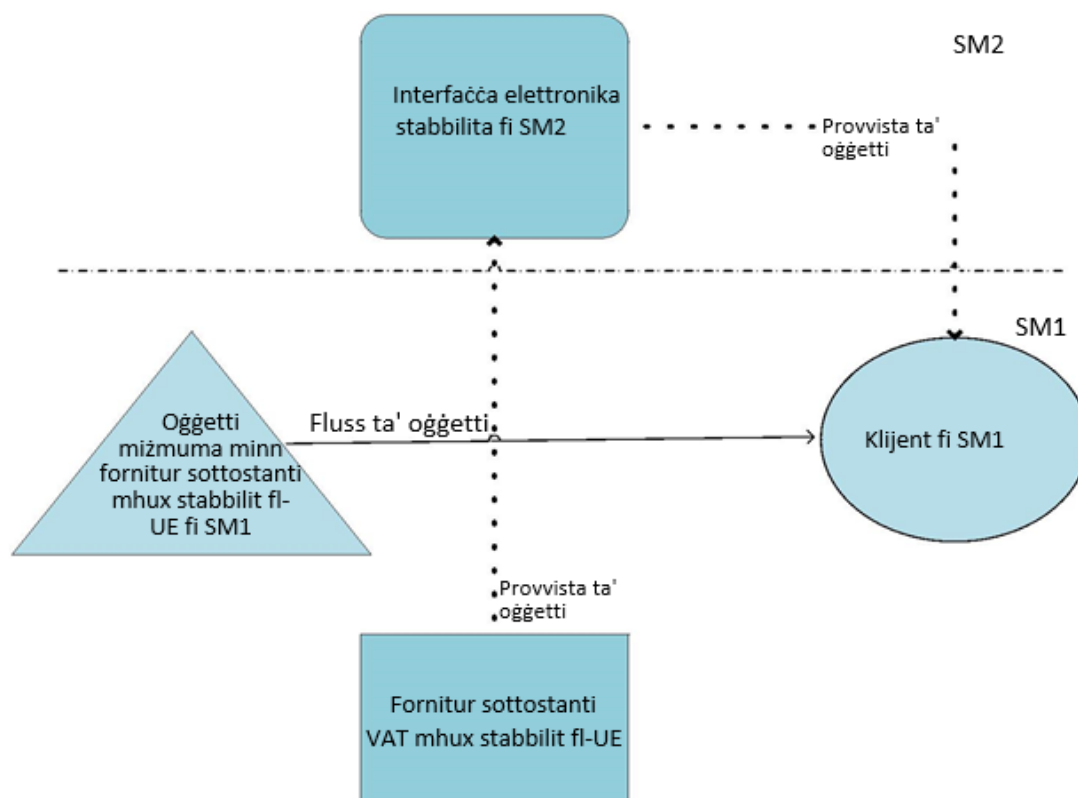 SM2
Interfaċċa elettronika
stabbilita fi SM2
Provvista ta'
oġġetti
SM1
Oġġetti
miżmuma minn
fornitur sottostanti
mhux stabbilit fl-
UE fi SM1
Fluss ta' oġġetti
Klijent fi SM1
Provvista ta'
oġġetti
Fornitur sottostanti
VAT mhux stabbilit fl-UE